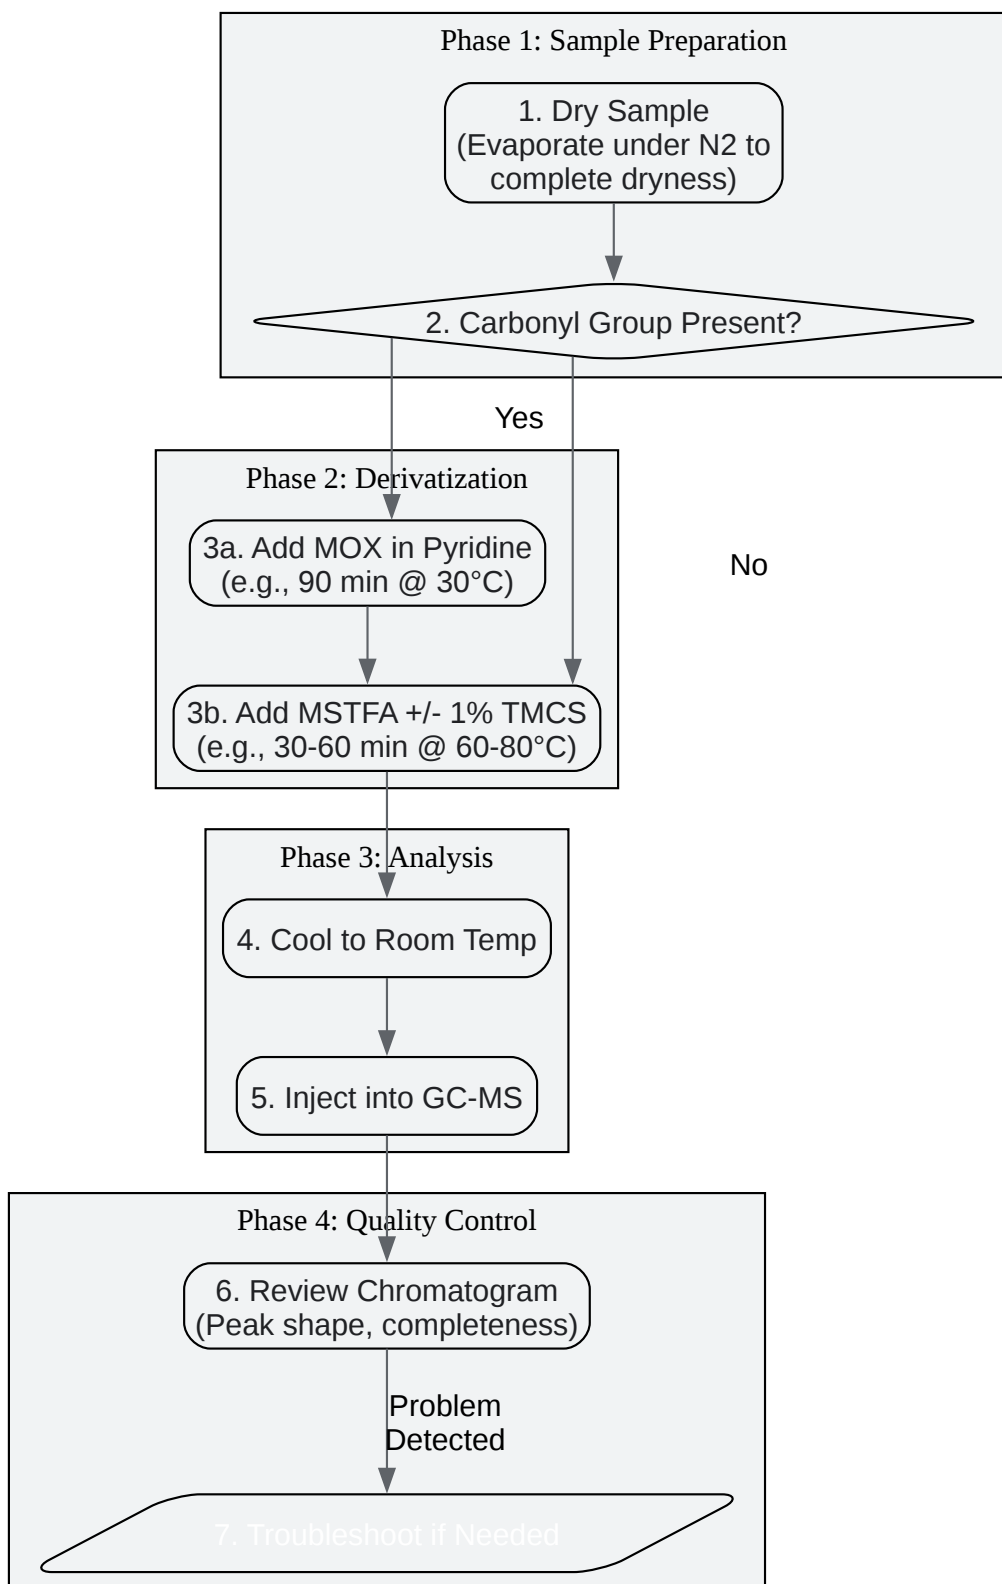 Phase 1: Sample Preparation
1. Dry Sample
(Evaporate under N2 to
complete dryness)
2. Carbonyl Group Present?
Yes
Phase 2: Derivatization
3a. Add MOX in Pyridine
(e.g., 90 min @ 30°C)
No
3b. Add MSTFA +/- 1% TMCS
(e.g., 30-60 min @ 60-80°C)
Phase 3: Analysis
4. Cool to Room Temp
5. Inject into GC-MS
Phase 4: Quality Control
6. Review Chromatogram
(Peak shape, completeness)
Problem
Detected
7. Troubleshoot if Needed